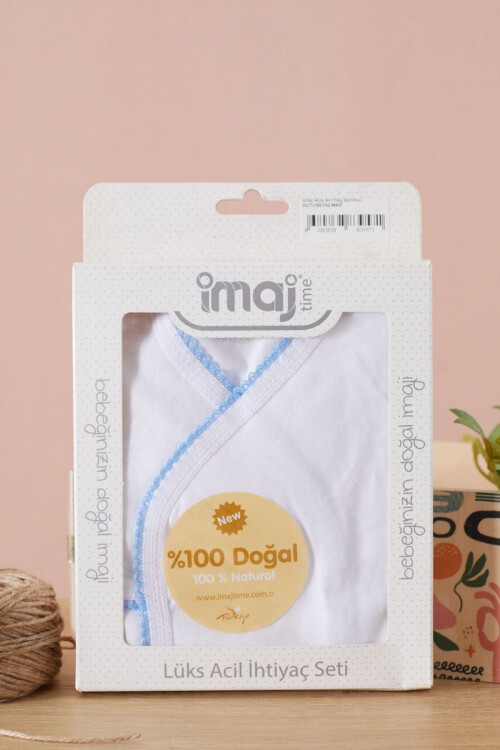 imaj
time
bebeğinizin doğal imajı
bebeğinizin doğal imajı
New
%100 Doğal
100 % Natural
www.imajtime.com.tr
Türkiye
Lüks Acil İhtiyaç Seti